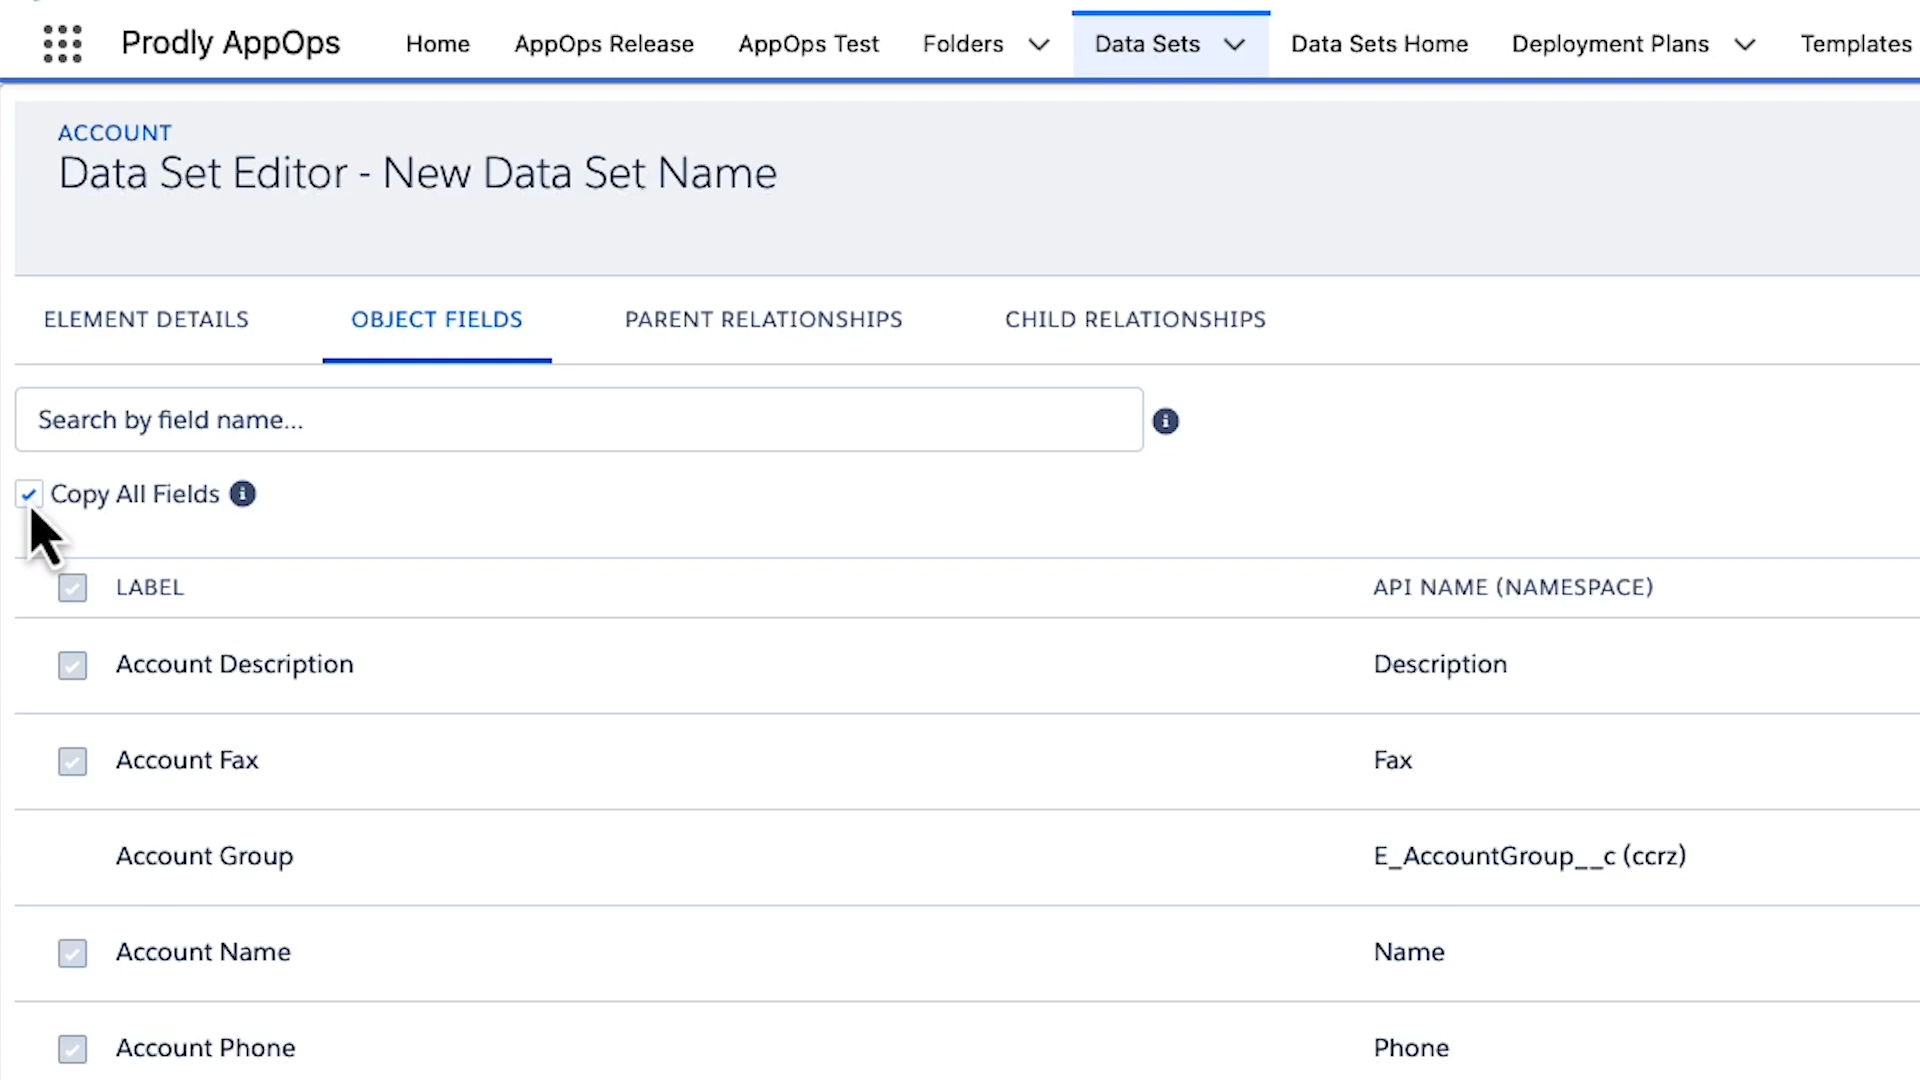 Prodly AppOps Home AppOps Release AppOps Test Folders Data Sets Data Sets Home Deployment Plans Templates
ACCOUNT
Data Set Editor - New Data Set Name
ELEMENT DETAILS OBJECT FIELDS PARENT RELATIONSHIPS CHILD RELATIONSHIPS
Search by field name...
Copy All Fields
LABEL API NAME (NAMESPACE)
Account Description Description
Account Fax Fax
Account Group E_AccountGroup__c (ccrz)
Account Name Name
Account Phone Phone